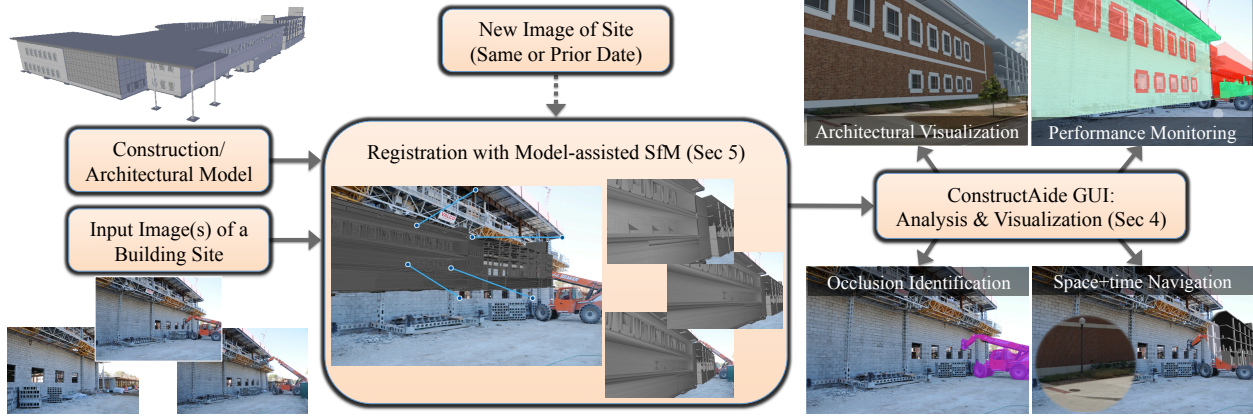 New Image of Site
(Same or Prior Date)
Construction/
Architectural Model
Input Image(s) of a
Building Site
Registration with Model-assisted SfM (Sec 5)
Architectural Visualization
Performance Monitoring
ConstructAide GUI:
Analysis & Visualization (Sec 4)
Occlusion Identification
Space+time Navigation